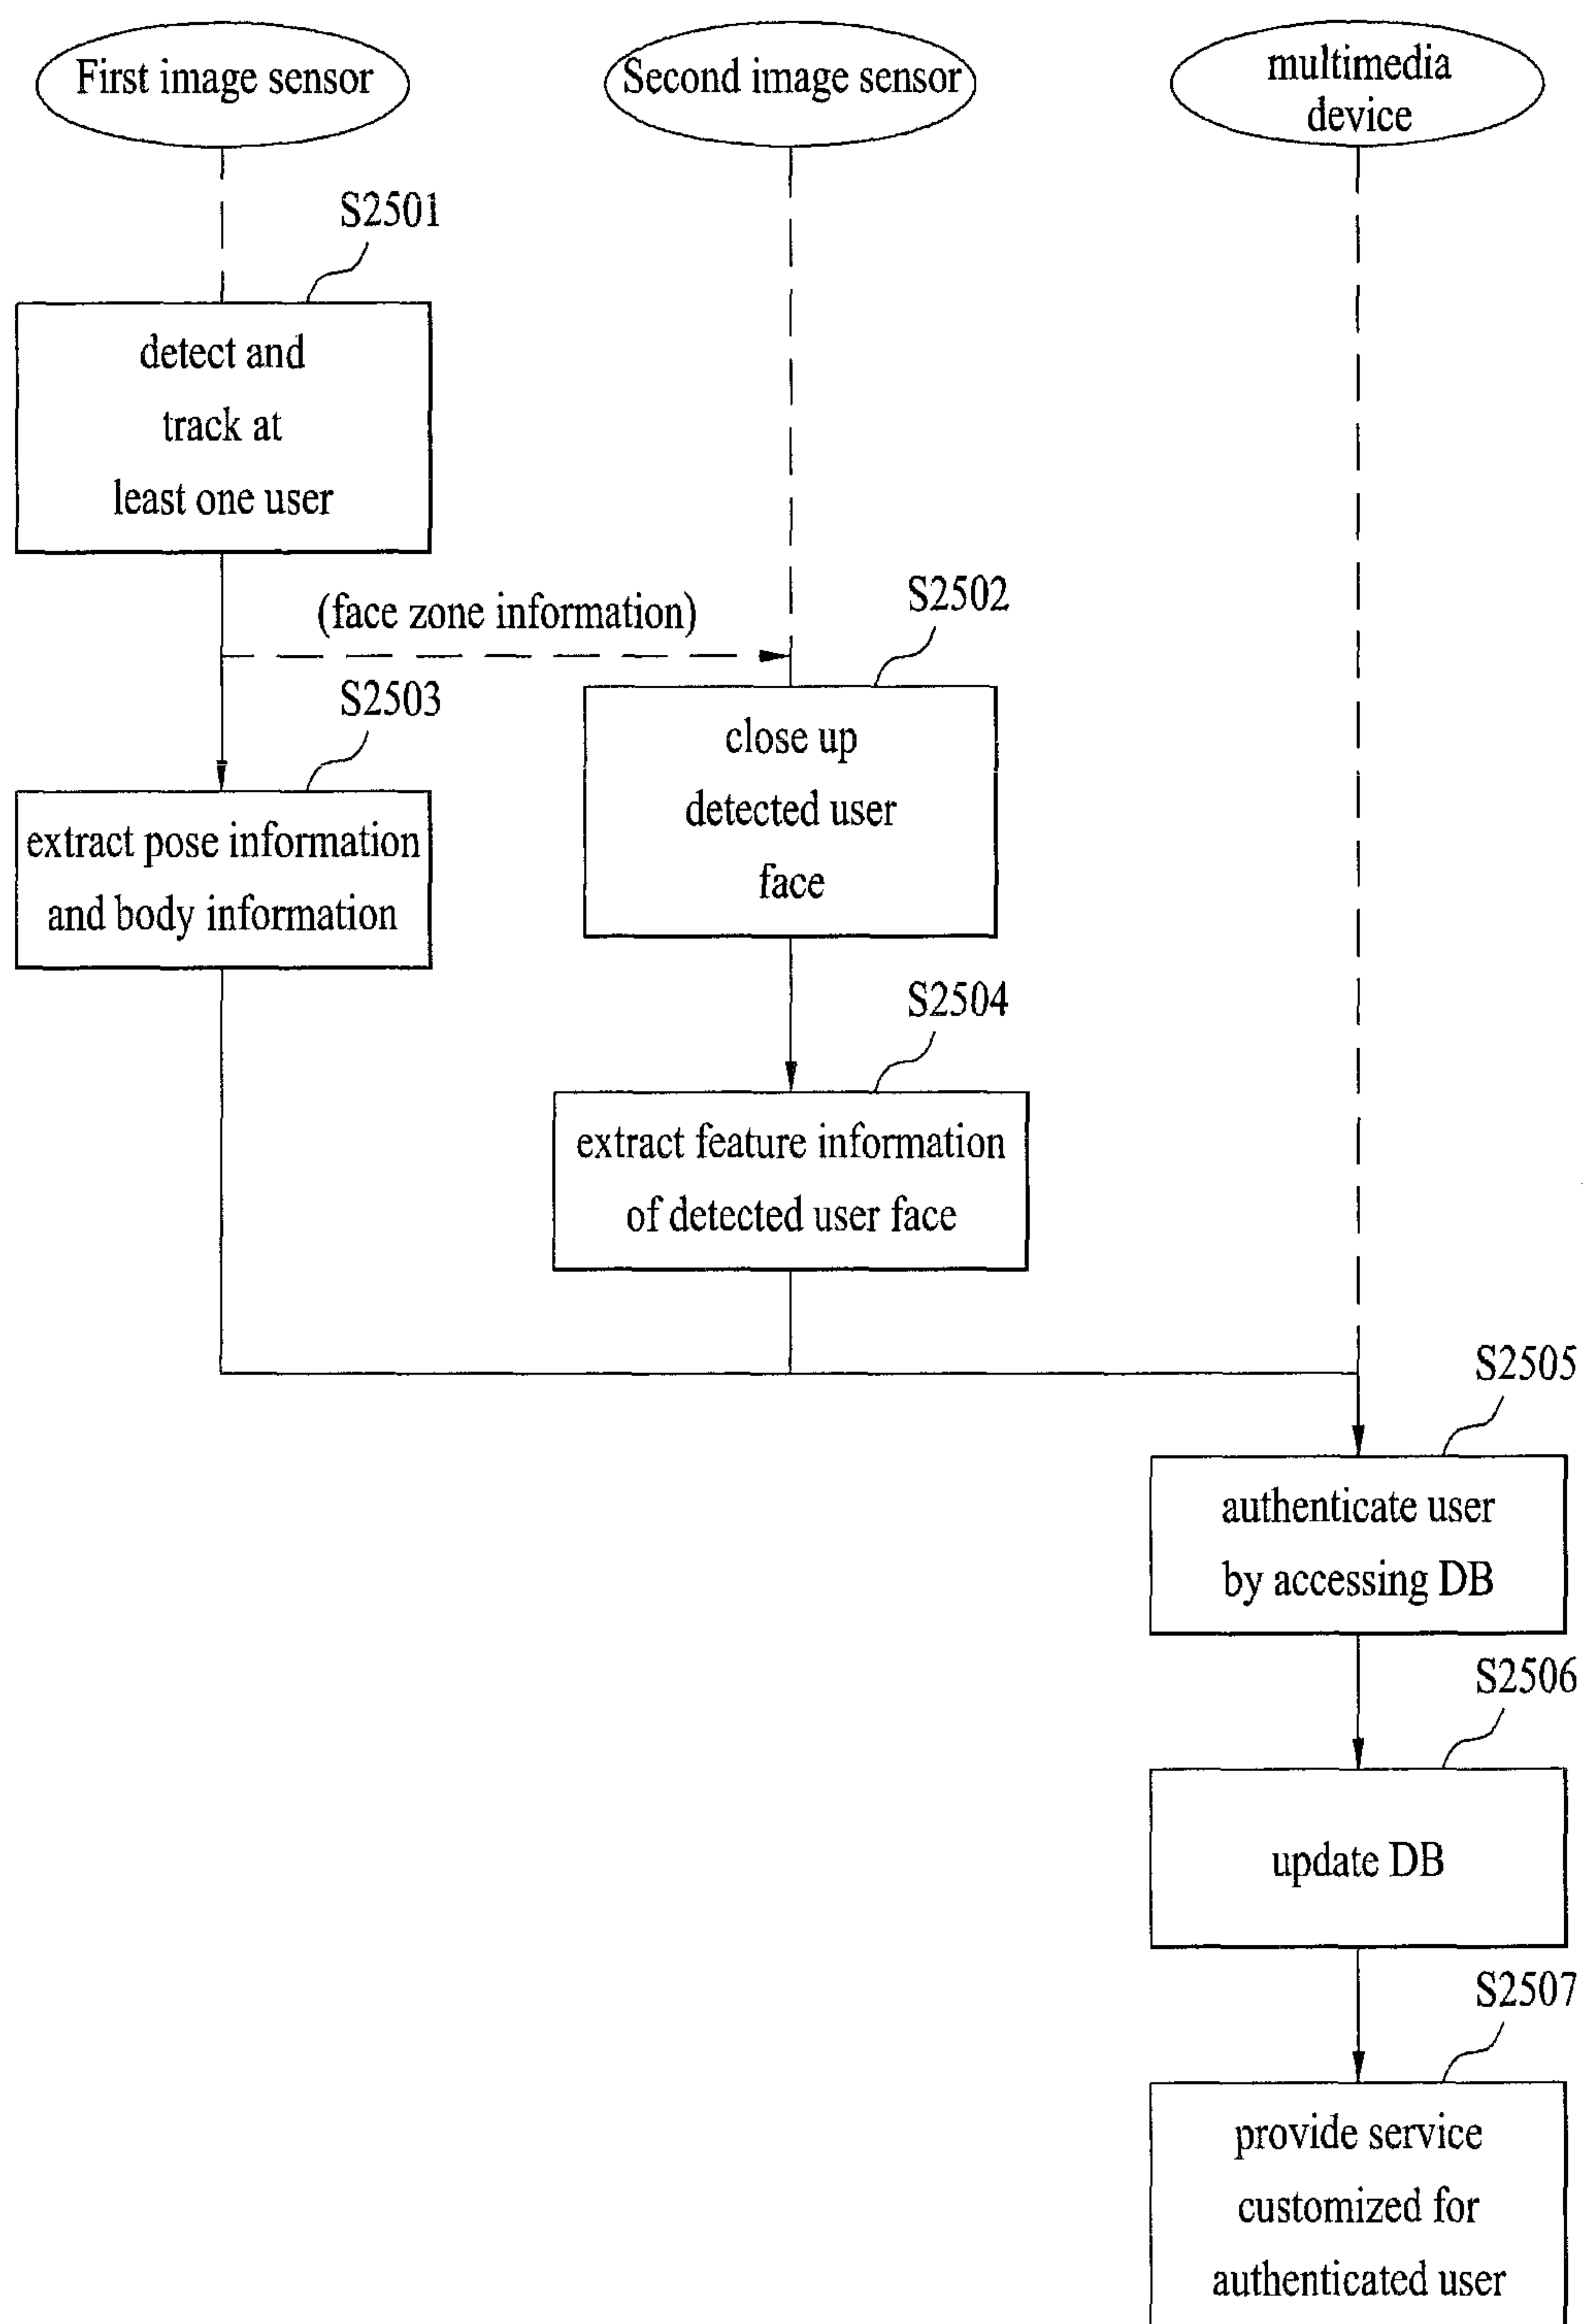 First image sensor
Second image sensor
multimedia
device
S2501
detect and
track at
least one user
(face zone information)
S2502
close up
detected user
face
S2503
extract pose information
and body information
S2504
extract feature information
of detected user face
S2505
authenticate user
by accessing DB
S2506
update DB
S2507
provide service
customized for
authenticated user